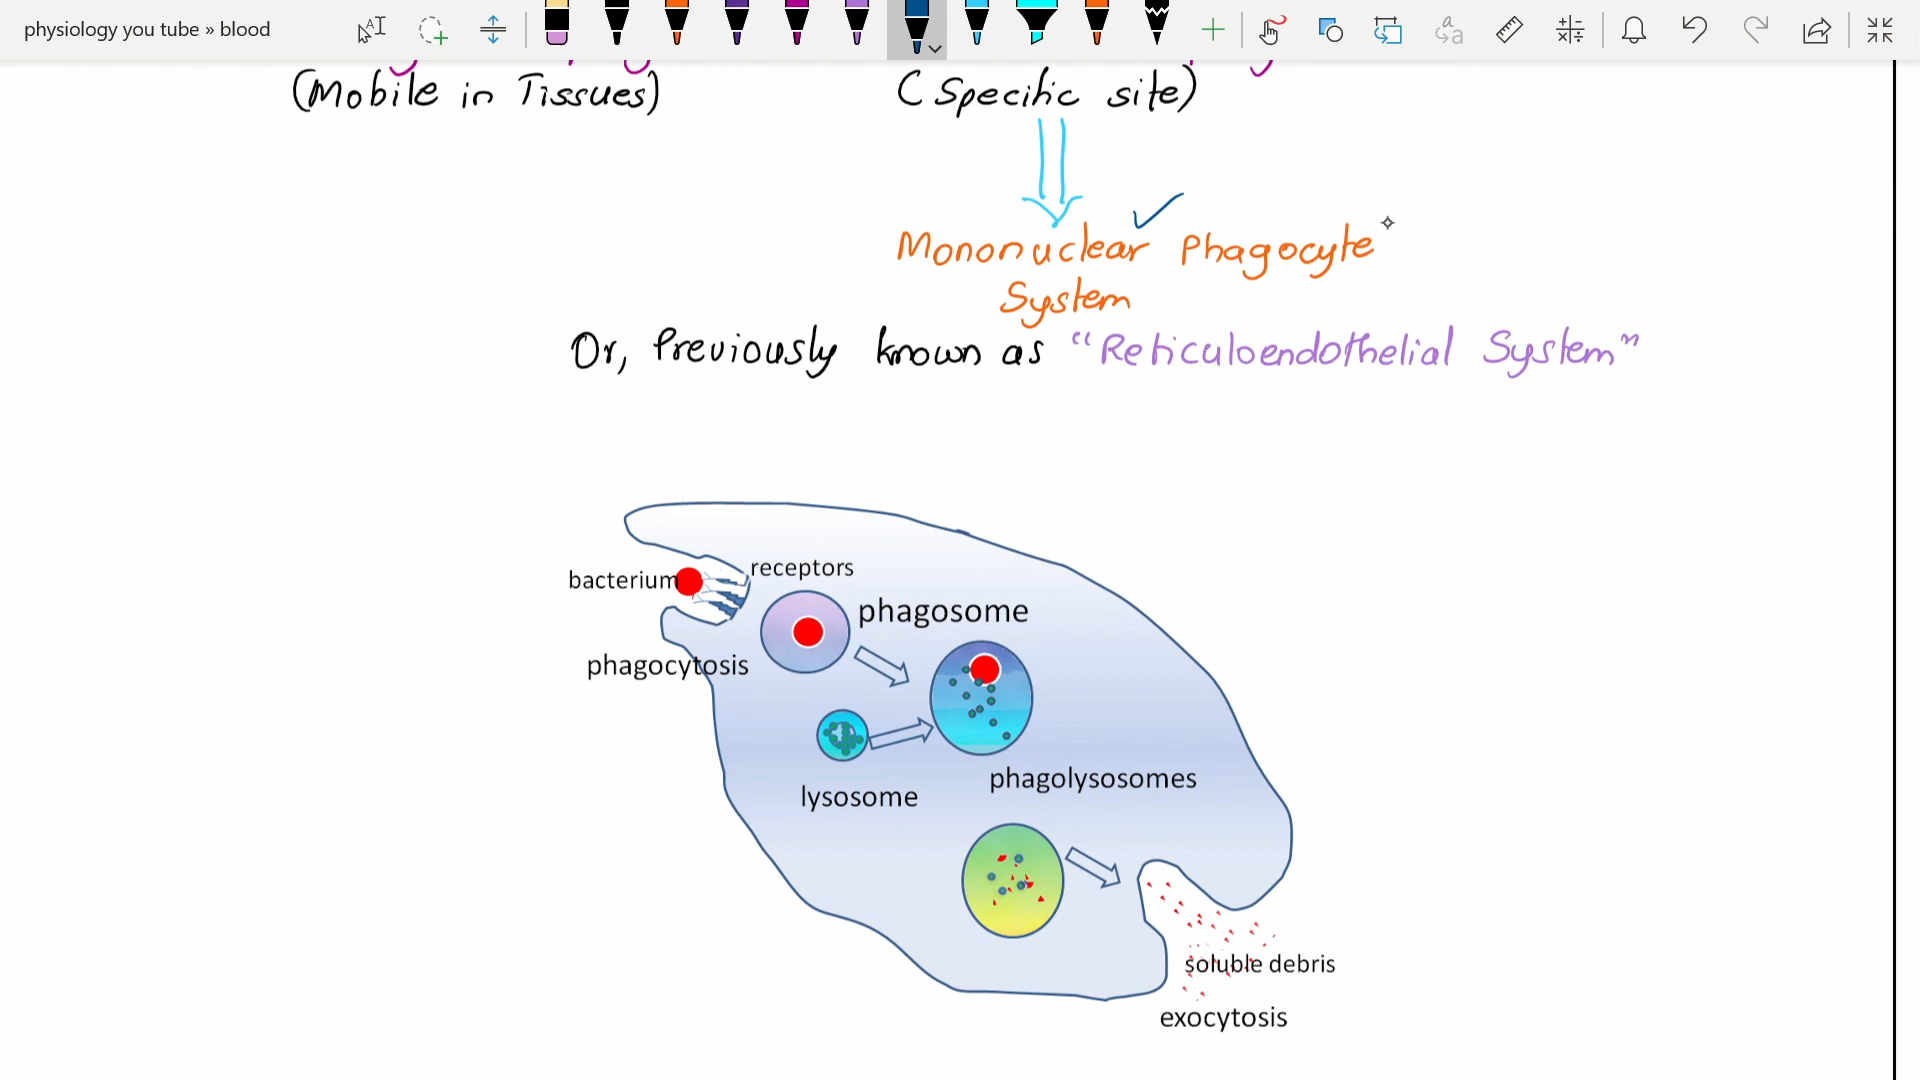 physiology you tube » blood
(Mobile in Tissues)
(Specific site)
Mononuclear Phagocyte
System
Or, Previously known as "Reticuloendothelial System"
bacterium
receptors
phagosome
phagocytosis
phagolysosomes
lysosome
soluble debris
exocytosis